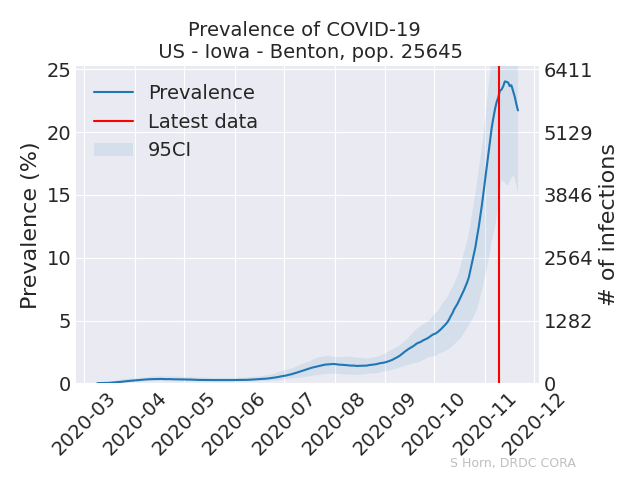 Prevalence of COVID-19
US - Iowa - Benton, pop. 25645
Prevalence
Latest data
95CI
Prevalence (%)
25
20
15
10
5
0
6411
5129
3846
2564
1282
0
# of infections
2020-03
2020-04
2020-05
2020-06
2020-07
2020-08
2020-09
2020-10
2020-11
2020-12
S Horn, DRDC CORA